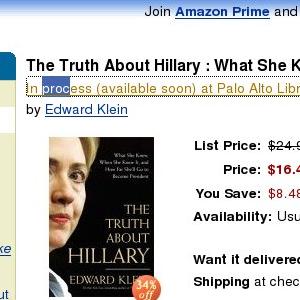 Join Amazon Prime and
The Truth About Hillary : What She K
In process (available soon) at Palo Alto Libr
by Edward Klein
List Price: $24.9
Price: $16.4
You Save: $8.48
Availability: Usu
What She Knew,
When She Knew It, and
How Far She'll Go to
Become President
THE
TRUTH
ABOUT
HILLARY
EDWARD KLEIN
34%
off
ke
Want it delivered
Shipping at chec
ut